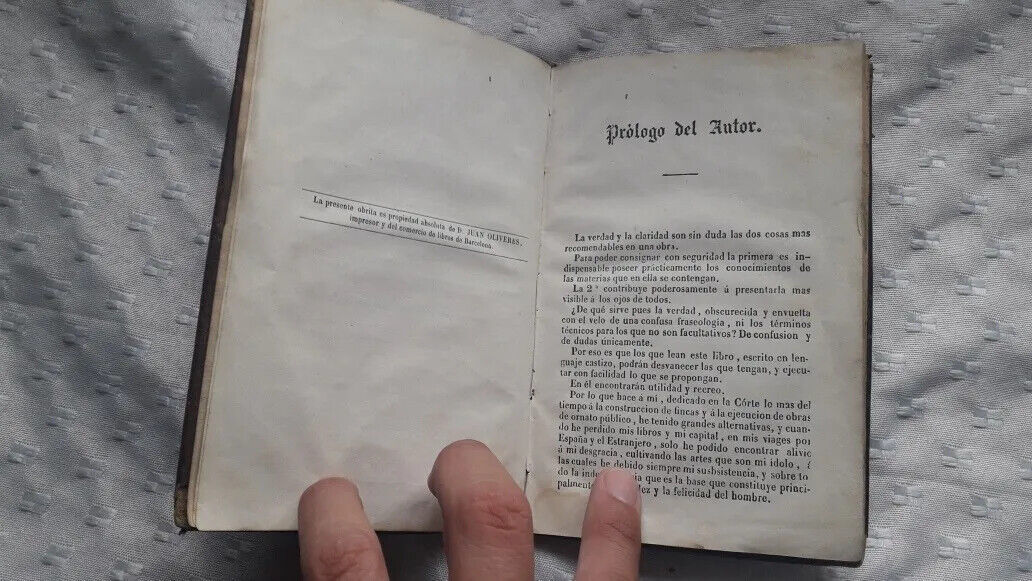 La presente obrita es propiedad absoluta de D. JUAN OLIVERES,
impresor y del comercio de libros de Barcelona.
Prólogo del Autor.
La verdad y la claridad son sin duda las dos cosas mas
recomendables en una obra.
Para poder consignar con seguridad la primera es in-
dispensable poseer prácticamente los conocimientos de
las materias que en ella se contengan.
La 2.ª contribuye poderosamente á presentarla mas
visible á los ojos de todos.
¿De qué sirve pues la verdad, obscurecida y envuelta
con el velo de una confusa fraseologia, ni los términos
técnicos para los que no son facultativos? De confusion y
de dudas únicamente.
Por eso es que los que lean este libro, escrito en len-
guaje castizo, podrán desvanecer las que tengan, y ejecu-
tar con facilidad lo que se propongan.
En él encontrarán utilidad y recreo.
Por lo que hace á mi, dedicado en la Córte lo mas del
tiempo á la construccion de fincas y á la ejecucion de obras
de ornato público, he tenido grandes alternativas, y cuan-
do he perdido mis libros y mi capital, en mis viages por
España y el Estranjero, solo he podido encontrar alivio
á mi desgracia, cultivando las artes que son mi idolo, á
las cuales he debido siempre mi susbsistencia, y sobre to
do la que es la base que constituye princi-
y la felicidad del hombre.